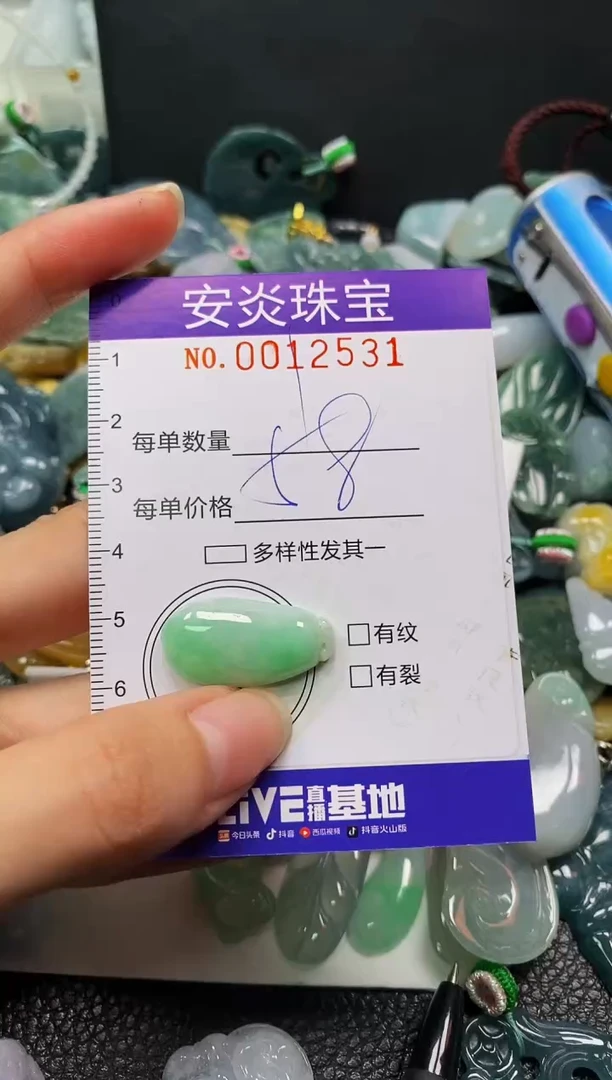 安炎珠宝
NO.0012531
0
1
2
3
4
5
6
每单数量
每单价格
多样性发其一
有纹
有裂
LIVE直播基地
今日头条 抖音 西瓜视频 抖音火山版